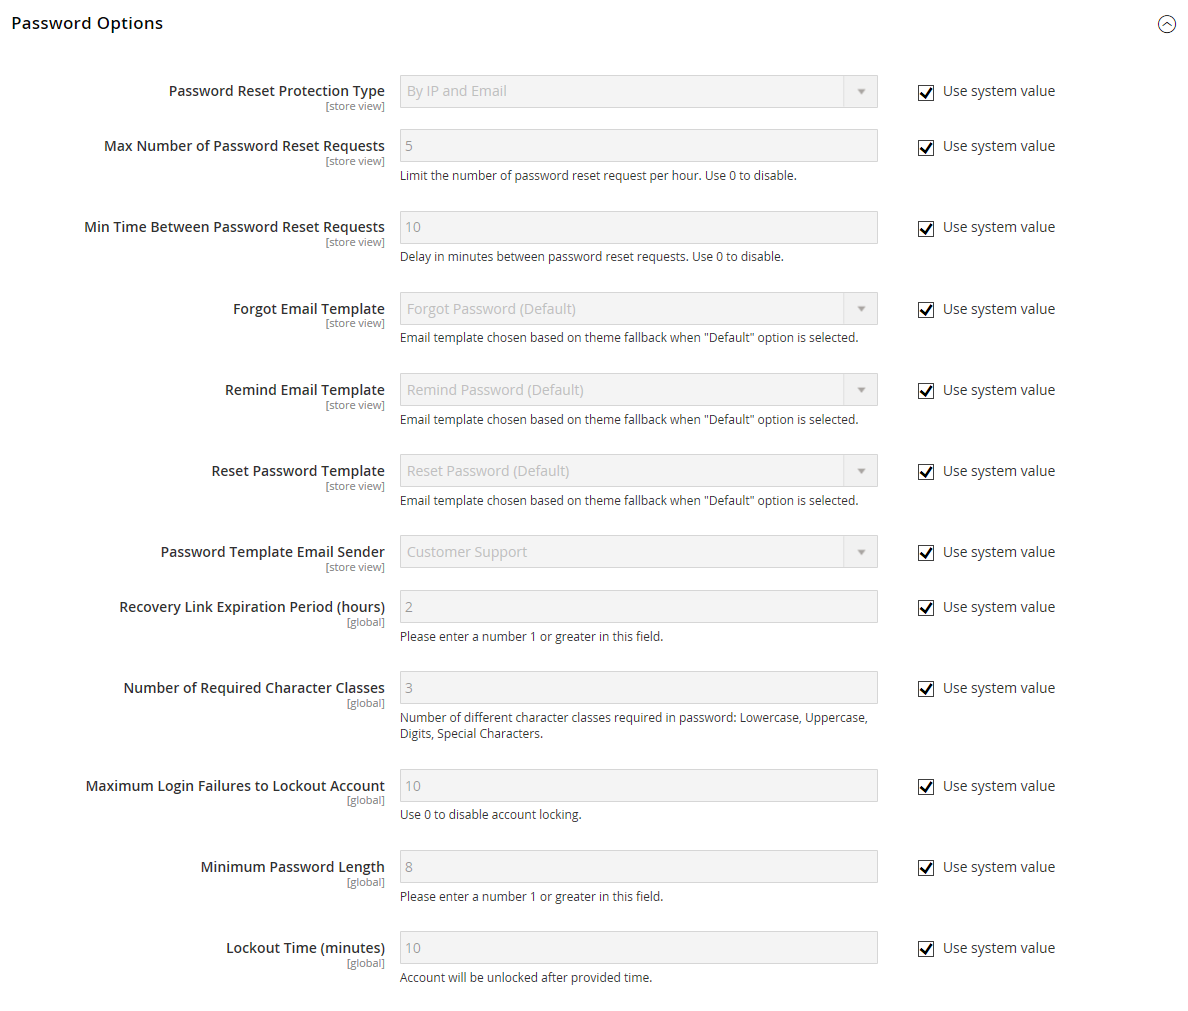 Password Options
Password Reset Protection Type
[store view]
By IP and Email
Use system value
Max Number of Password Reset Requests
[store view]
5
Use system value
Limit the number of password reset request per hour. Use 0 to disable.
Min Time Between Password Reset Requests
[store view]
10
Use system value
Delay in minutes between password reset requests. Use 0 to disable.
Forgot Email Template
[store view]
Forgot Password (Default)
Use system value
Email template chosen based on theme fallback when "Default" option is selected.
Remind Email Template
[store view]
Remind Password (Default)
Use system value
Email template chosen based on theme fallback when "Default" option is selected.
Reset Password Template
[store view]
Reset Password (Default)
Use system value
Email template chosen based on theme fallback when "Default" option is selected.
Password Template Email Sender
[store view]
Customer Support
Use system value
Recovery Link Expiration Period (hours)
[global]
2
Use system value
Please enter a number 1 or greater in this field.
Number of Required Character Classes
[global]
3
Use system value
Number of different character classes required in password: Lowercase, Uppercase,
Digits, Special Characters.
Maximum Login Failures to Lockout Account
[global]
10
Use system value
Use 0 to disable account locking.
Minimum Password Length
[global]
8
Use system value
Please enter a number 1 or greater in this field.
Lockout Time (minutes)
[global]
10
Use system value
Account will be unlocked after provided time.